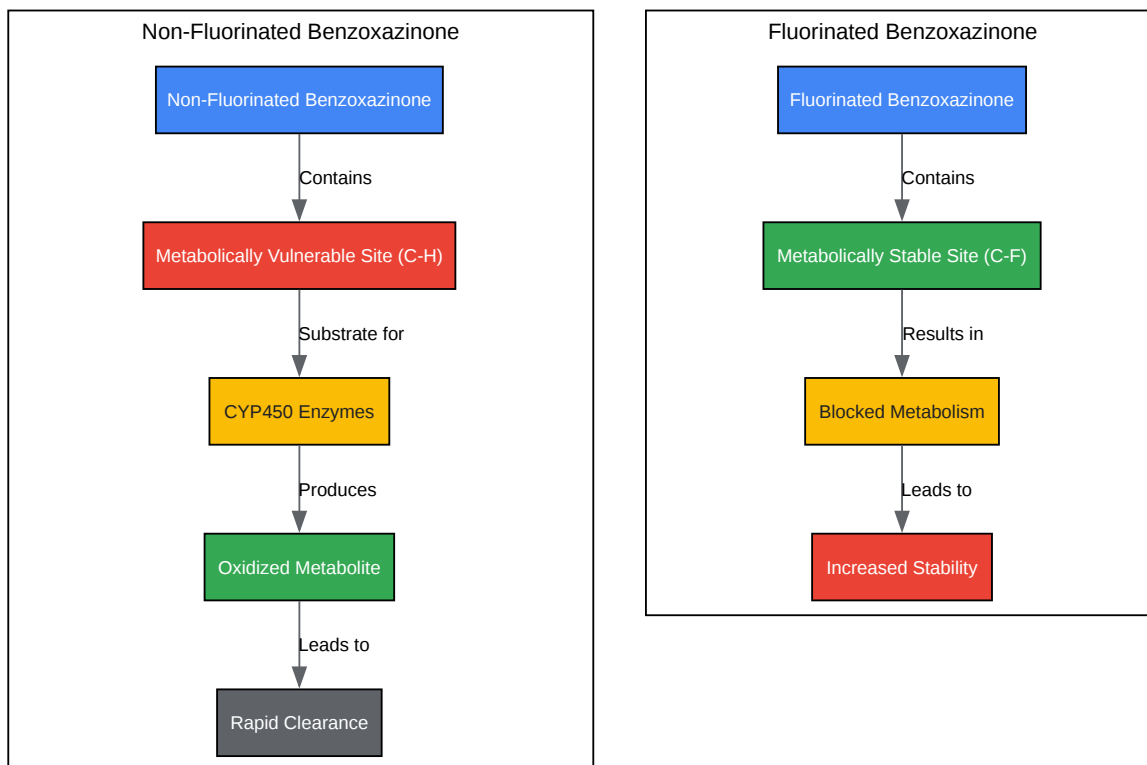 Non-Fluorinated Benzoxazinone
Non-Fluorinated Benzoxazinone
Contains
Metabolically Vulnerable Site (C-H)
Substrate for
CYP450 Enzymes
Produces
Oxidized Metabolite
Leads to
Rapid Clearance
Fluorinated Benzoxazinone
Fluorinated Benzoxazinone
Contains
Metabolically Stable Site (C-F)
Results in
Blocked Metabolism
Leads to
Increased Stability